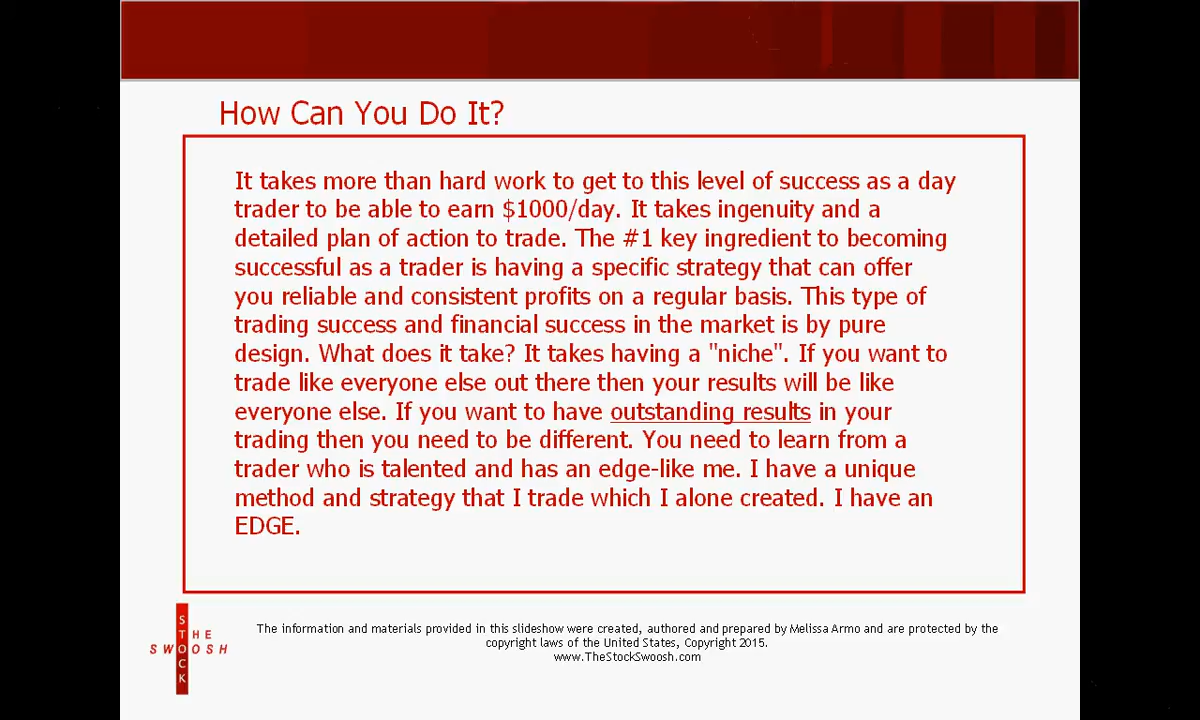 How Can You Do It?
It takes more than hard work to get to this level of success as a day
trader to be able to earn $1000/day. It takes ingenuity and a
detailed plan of action to trade. The #1 key ingredient to becoming
successful as a trader is having a specific strategy that can offer
you reliable and consistent profits on a regular basis. This type of
trading success and financial success in the market is by pure
design. What does it take? It takes having a "niche". If you want to
trade like everyone else out there then your results will be like
everyone else. If you want to have outstanding results in your
trading then you need to be different. You need to learn from a
trader who is talented and has an edge-like me. I have a unique
method and strategy that I trade which I alone created. I have an
EDGE.
THE
STOCK
SWOOSH
The information and materials provided in this slideshow were created, authored and prepared by Melissa Armo and are protected by the
copyright laws of the United States, Copyright 2015.
www.TheStockSwoosh.com